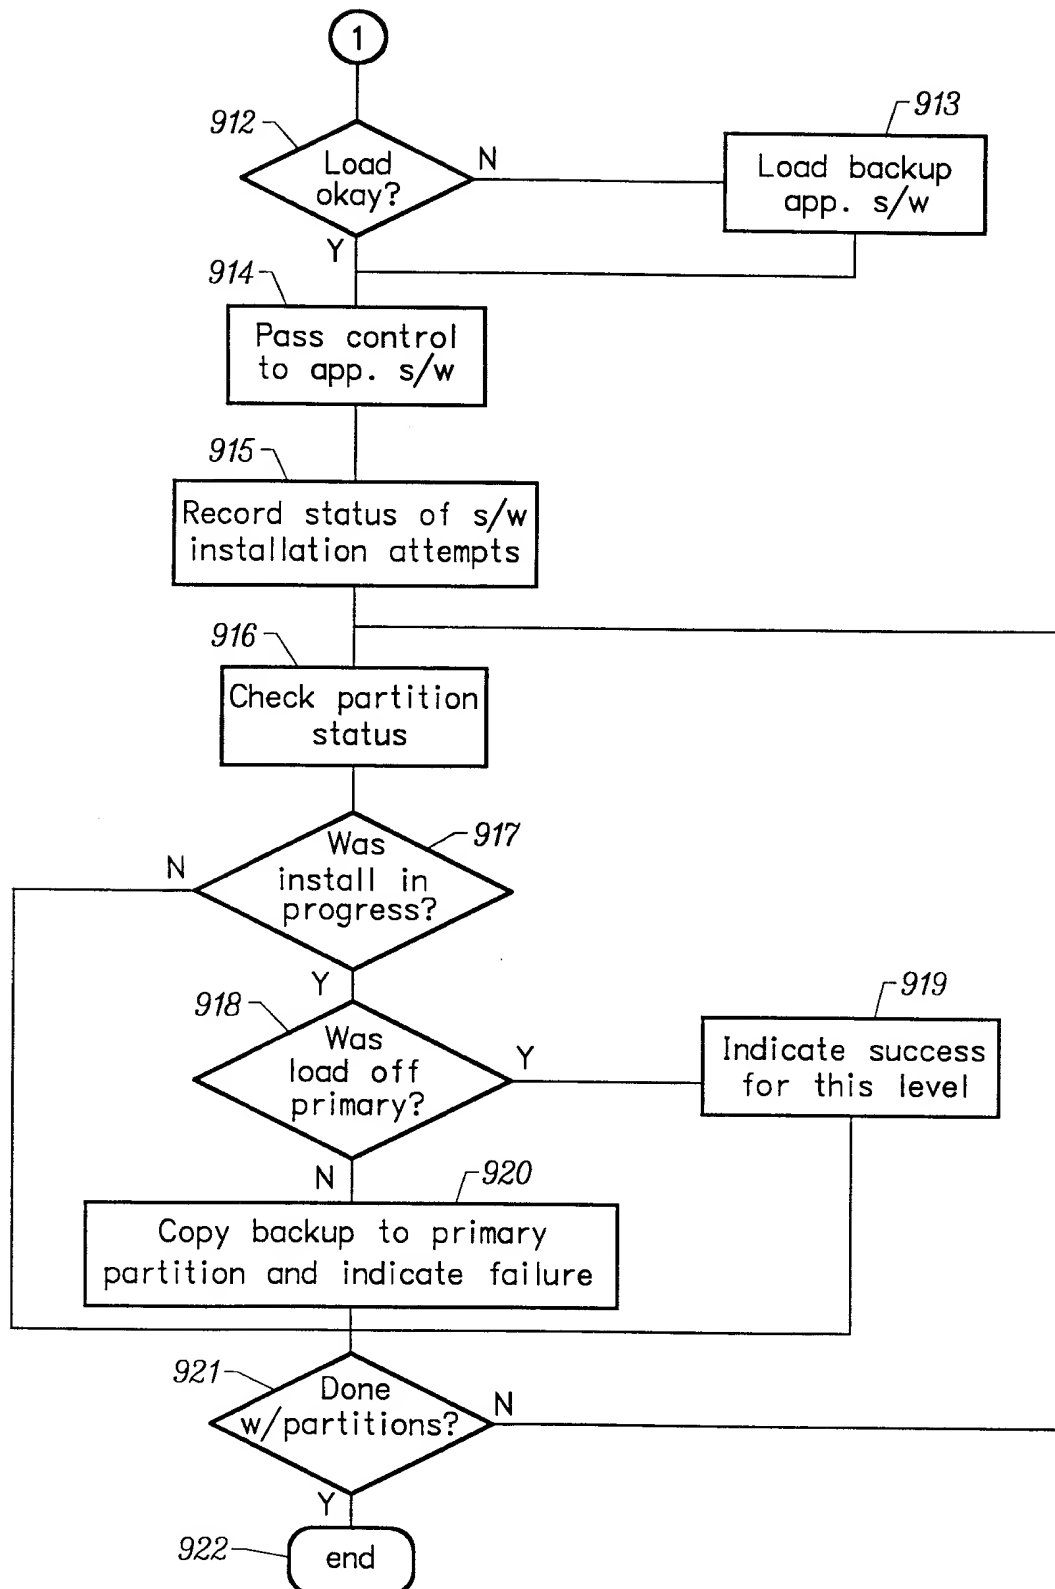 1
912
Load
okay?
N
Y
913
Load backup
app. s/w
914
Pass control
to app. s/w
915
Record status of s/w
installation attempts
916
Check partition
status
917
Was
install in
progress?
N
Y
918
Was
load off
primary?
Y
N
919
Indicate success
for this level
920
Copy backup to primary
partition and indicate failure
921
Done
w/partitions?
N
Y
922
end